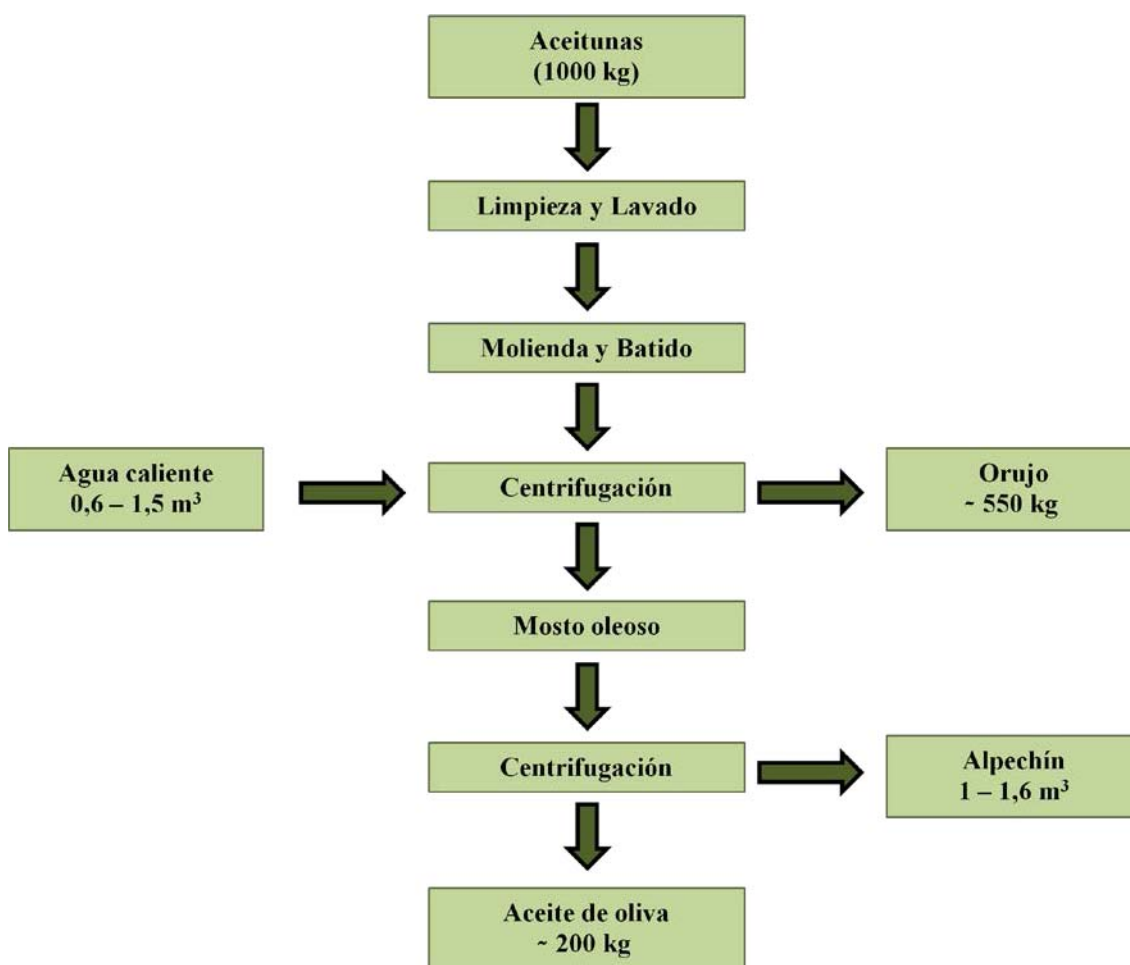 Aceitunas
(1000 kg)
Limpieza y Lavado
Molienda y Batido
Agua caliente
0,6 – 1,5 m³
Centrifugación
Orujo
~ 550 kg
Mosto oleoso
Centrifugación
Alpechín
1 – 1,6 m³
Aceite de oliva
~ 200 kg